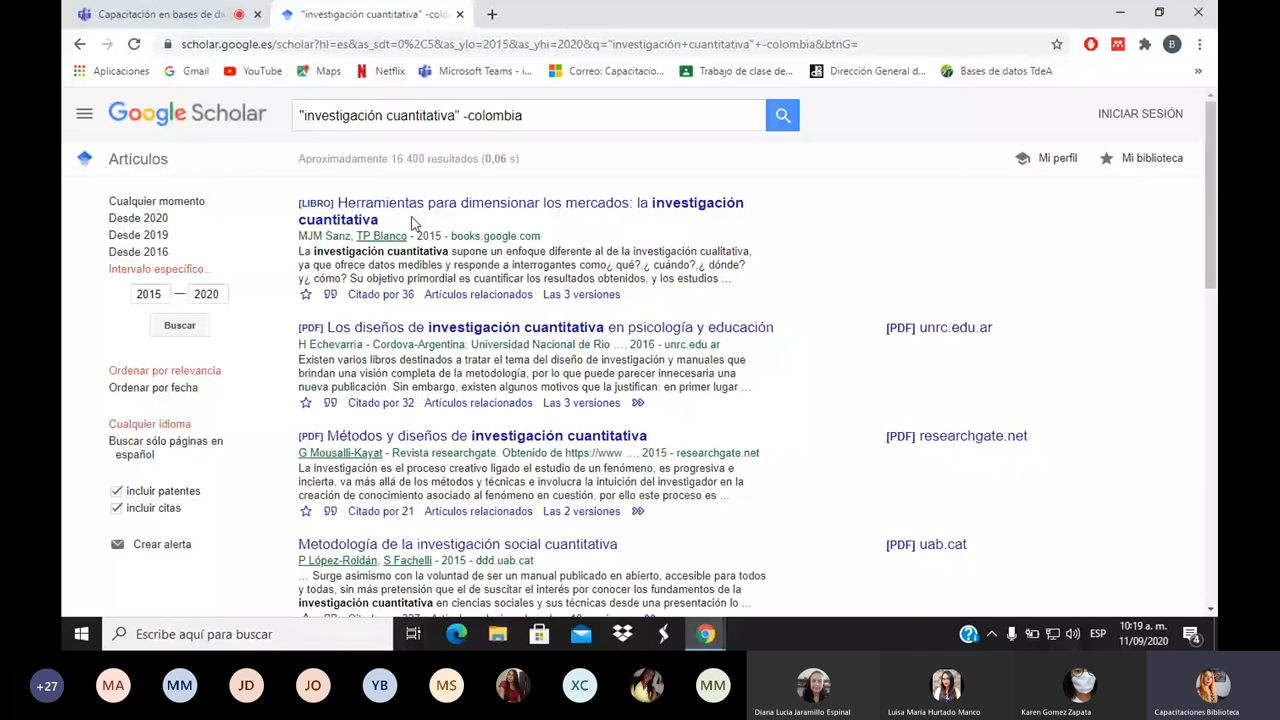 Capacitación en bases de da
"investigación cuantitativa" -col
scholar.google.es/scholar?hl=es&as_sdt=0%2C5&as_ylo=2015&as_yhi=2020&q="investigación+cuantitativa"+-colombia&btnG=
B
Aplicaciones
Gmail
YouTube
Maps
Netflix
Microsoft Teams - i...
Correo: Capacitacio...
Trabajo de clase de...
Dirección General d...
Bases de datos TdeA
»
Google Scholar
"investigación cuantitativa" -colombia
INICIAR SESIÓN
Artículos
Aproximadamente 16 400 resultados (0,06 s)
Mi perfil
Mi biblioteca
Cualquier momento
Desde 2020
Desde 2019
Desde 2016
Intervalo específico...
2015 — 2020
Buscar
Ordenar por relevancia
Ordenar por fecha
Cualquier idioma
Buscar sólo páginas en
español
incluir patentes
incluir citas
Crear alerta
[LIBRO] Herramientas para dimensionar los mercados: la investigación
cuantitativa
MJM Sanz, TP Blanco - 2015 - books.google.com
La investigación cuantitativa supone un enfoque diferente al de la investigación cualitativa,
ya que ofrece datos medibles y responde a interrogantes como¿ qué?,¿ cuándo?,¿ dónde?
y¿ cómo? Su objetivo primordial es cuantificar los resultados obtenidos, y los estudios ...
Citado por 36 Artículos relacionados Las 3 versiones
[PDF] Los diseños de investigación cuantitativa en psicología y educación
[PDF] unrc.edu.ar
H Echevarría - Cordova-Argentina: Universidad Nacional de Rio ..., 2016 - unrc.edu.ar
Existen varios libros destinados a tratar el tema del diseño de investigación y manuales que
brindan una visión completa de la metodología, por lo que puede parecer innecesaria una
nueva publicación. Sin embargo, existen algunos motivos que la justifican: en primer lugar ...
Citado por 32 Artículos relacionados Las 3 versiones
[PDF] Métodos y diseños de investigación cuantitativa
[PDF] researchgate.net
G Mousalli-Kayat - Revista researchgate. Obtenido de https://www ..., 2015 - researchgate.net
La investigación es el proceso creativo ligado el estudio de un fenómeno, es progresiva e
incierta, va más allá de los métodos y técnicas e involucra la intuición del investigador en la
creación de conocimiento asociado al fenómeno en cuestión, por ello este proceso es ...
Citado por 21 Artículos relacionados Las 2 versiones
Metodología de la investigación social cuantitativa
[PDF] uab.cat
P López-Roldán, S Fachelli - 2015 - ddd.uab.cat
... Surge asimismo con la voluntad de ser un manual publicado en abierto, accesible para todos
y todas, sin más pretensión que el de suscitar el interés por conocer los fundamentos de la
investigación cuantitativa en ciencias sociales y sus técnicas desde una presentación lo ...
Escribe aquí para buscar
ESP
10:19 a. m.
11/09/2020
4
+27
MA
MM
JD
JO
YB
MS
XC
MM
Diana Lucia Jaramillo Espinal
Luisa Maria Hurtado Manco
Karen Gomez Zapata
Capacitaciones Biblioteca